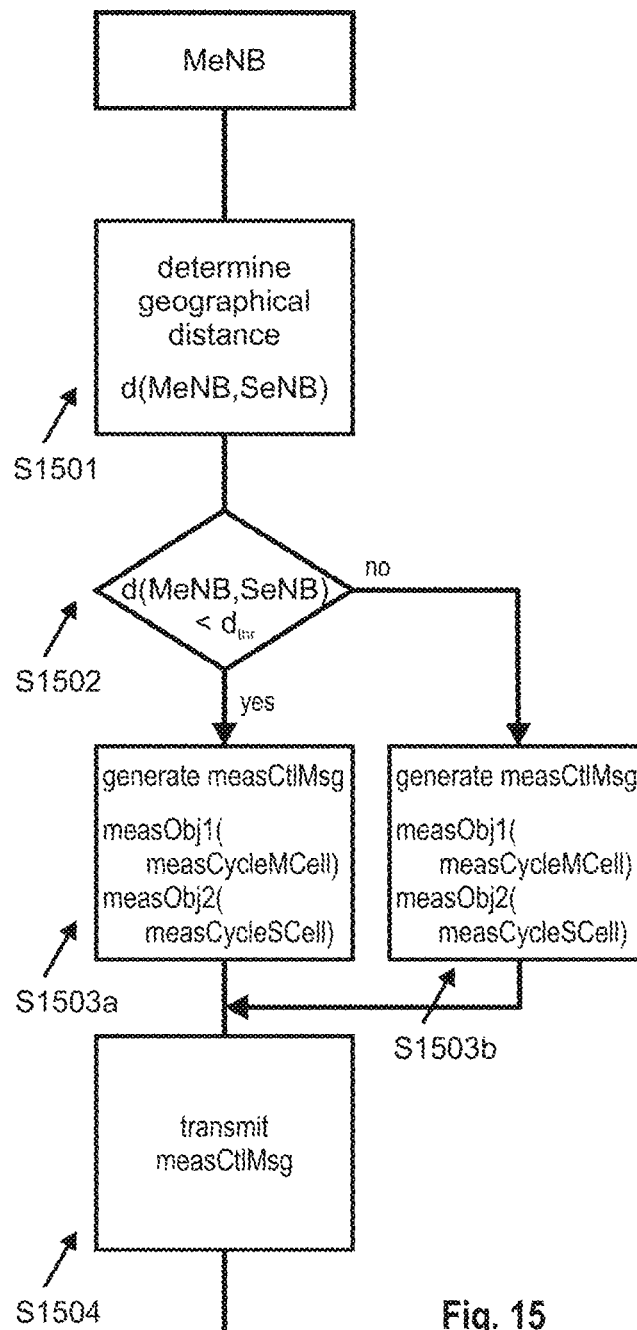 MeNB
determine
geographical
distance
d(MeNB,SeNB)
S1501
d(MeNB,SeNB)
< dthr
no
S1502
yes
generate measCtlMsg
measObj1(
measCycleMCell)
measObj2(
measCycleSCell)
S1503a
generate measCtlMsg
measObj1(
measCycleMCell)
measObj2(
measCycleSCell)
S1503b
transmit
measCtlMsg
S1504
Fig. 15